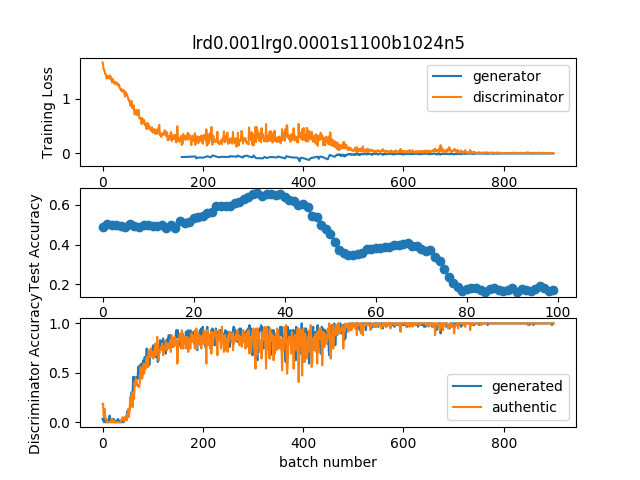 lrd0.001lrg0.0001s1100b1024n5
Training Loss
1
0
generator
discriminator
0 200 400 600 800
Test Accuracy
0.6
0.4
0.2
0 20 40 60 80 100
Discriminator Accuracy
1.0
0.5
0.0
generated
authentic
0 200 400 600 800
batch number